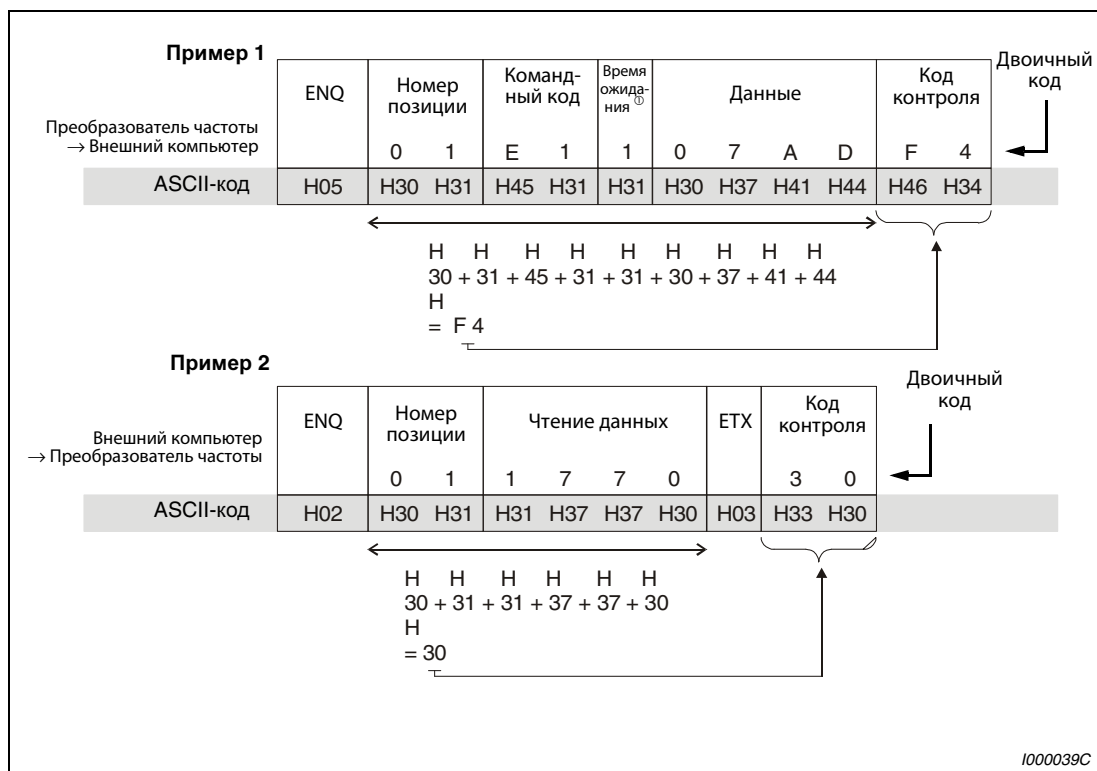 Пример 1
Двоичный код
ENQ
Номер позиции
Командный код
Время ожидания ①
Данные
Код контроля
Преобразователь частоты
→ Внешний компьютер
0 1 E 1 1 0 7 A D F 4
ASCII-код H05 H30 H31 H45 H31 H31 H30 H37 H41 H44 H46 H34
H H H H H H H H H
30 + 31 + 45 + 31 + 31 + 30 + 37 + 41 + 44
H
= F 4
Пример 2
Двоичный код
ENQ
Номер позиции
Чтение данных
ETX
Код контроля
Внешний компьютер
→ Преобразователь частоты
0 1 1 7 7 0 3 0
ASCII-код H02 H30 H31 H31 H37 H37 H30 H03 H33 H30
H H H H H H
30 + 31 + 31 + 37 + 37 + 30
H
= 30
I000039C